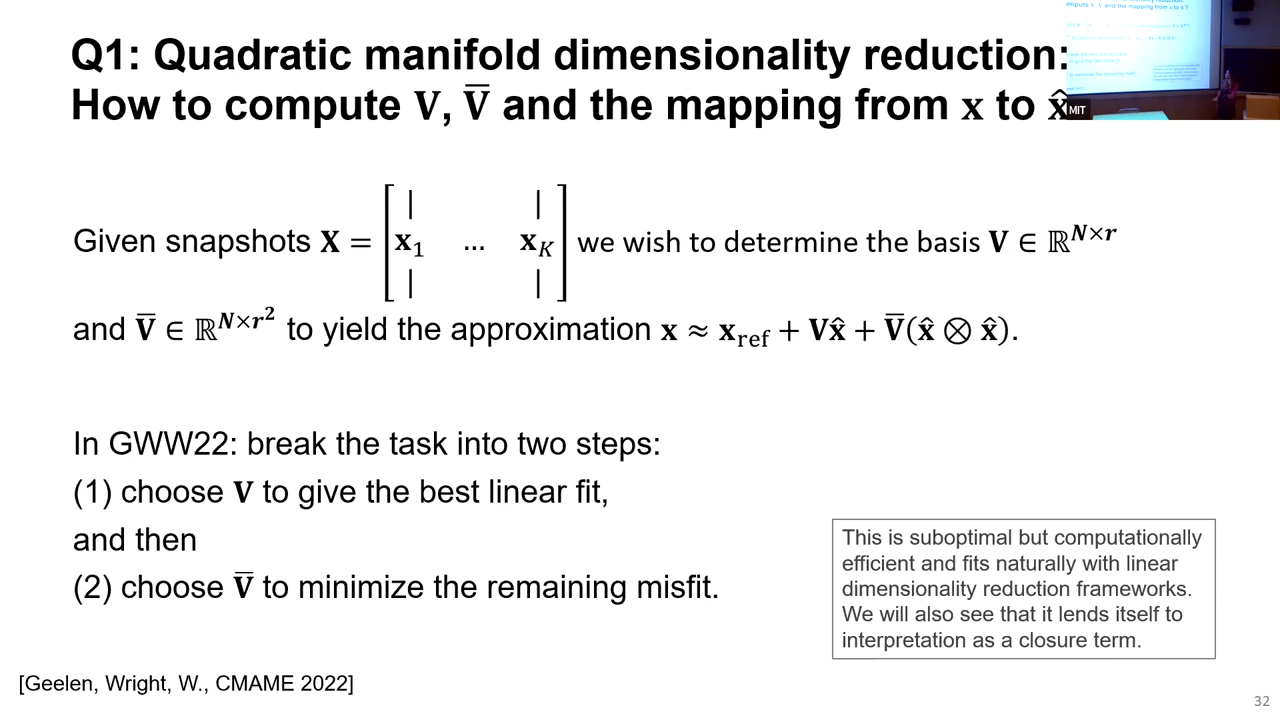 Q1: Quadratic manifold dimensionality reduction:
How to compute V, V̅ and the mapping from x to x̂
MIT
Given snapshots X = [x₁ … x_K] we wish to determine the basis V ∈ ℝ^{N×r}
and V̅ ∈ ℝ^{N×r²} to yield the approximation x ≈ x_ref + Vx̂ + V̅(x̂ ⊗ x̂).
In GWW22: break the task into two steps:
(1) choose V to give the best linear fit,
and then
(2) choose V̅ to minimize the remaining misfit.
This is suboptimal but computationally
efficient and fits naturally with linear
dimensionality reduction frameworks.
We will also see that it lends itself to
interpretation as a closure term.
[Geelen, Wright, W., CMAME 2022]
32